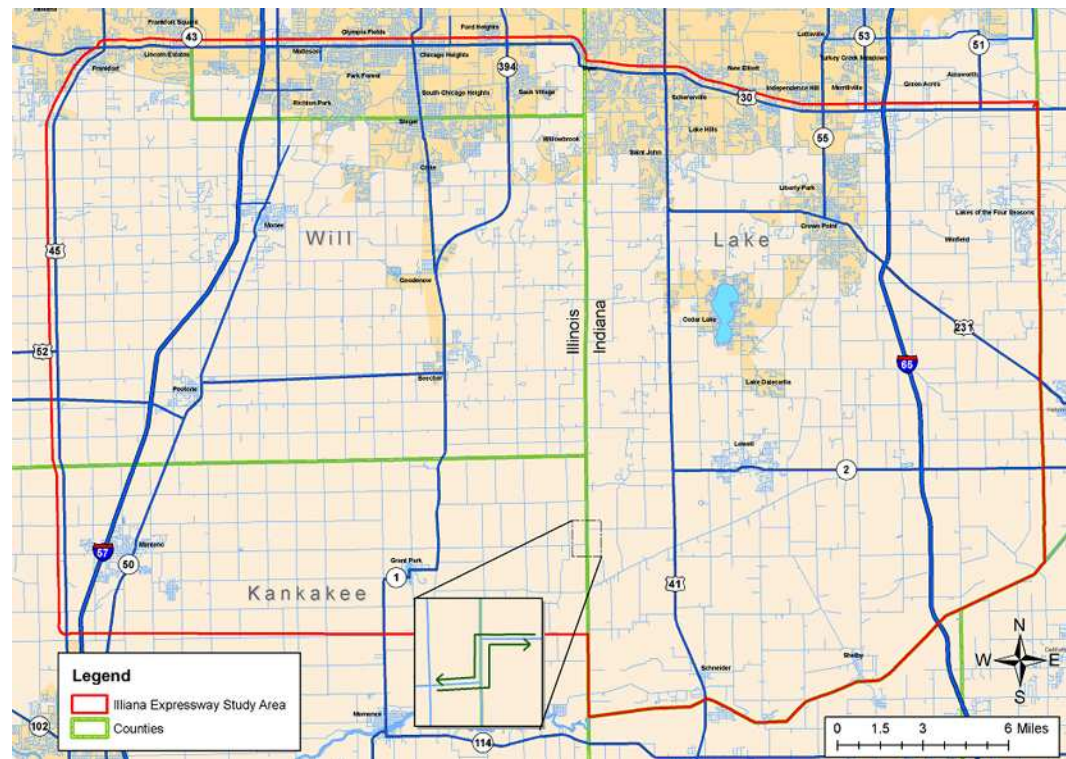 Frankfort Square
43
Lincoln Estates
Frankfort
Matteson
Olympia Fields
Ford Heights
Chicago Heights
394
Park Forest
Richton Park
South Chicago Heights
Sauk Village
Steger
Crete
Willowbrook
Dyer
Schererville
New Elliott
30
Independence Hill
Merrillville
Turkey Creek Meadows
Lottaville
53
51
Ainsworth
Green Acres
55
Lake Hills
Saint John
Liberty Park
Crown Point
Lakes of the Four Seasons
Winfield
45
Monee
Will
Lake
Goodenow
Illinois
Indiana
Cedar Lake
231
52
65
Peotone
Beecher
Lake Dalecarlia
Lowell
2
57
Manteno
50
Grant Park
1
Kankakee
41
Schneider
Shelby
Momence
114
102
Legend
Illiana Expressway Study Area
Counties
N
W
E
S
0 1.5 3 6 Miles